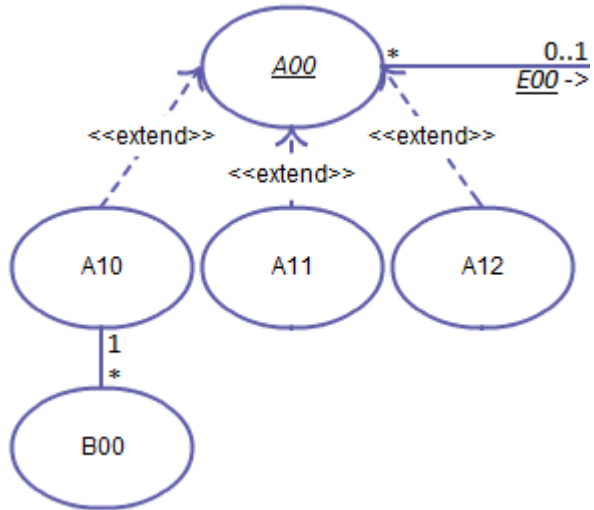 A00
*
0..1
E00 ->
<<extend>>
<<extend>>
<<extend>>
A10
A11
A12
1
*
B00